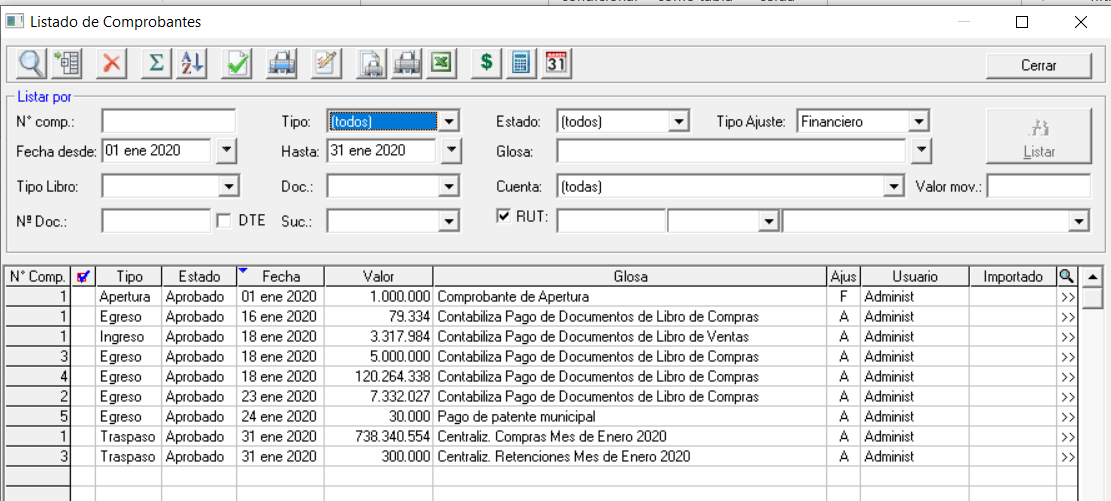 Listado de Comprobantes
Cerrar
Listar por
N° comp.: Tipo: (todos) Estado: (todos) Tipo Ajuste: Financiero
Fecha desde: 01 ene 2020 Hasta: 31 ene 2020 Glosa: Listar
Tipo Libro: Doc.: Cuenta: (todas) Valor mov.:
Nº Doc.: DTE Suc.: RUT:
N° Comp. Tipo Estado Fecha Valor Glosa Ajus Usuario Importado
1 Apertura Aprobado 01 ene 2020 1.000.000 Comprobante de Apertura F Administ >>
1 Egreso Aprobado 16 ene 2020 79.334 Contabiliza Pago de Documentos de Libro de Compras A Administ >>
1 Ingreso Aprobado 18 ene 2020 3.317.984 Contabiliza Pago de Documentos de Libro de Ventas A Administ >>
3 Egreso Aprobado 18 ene 2020 5.000.000 Contabiliza Pago de Documentos de Libro de Compras A Administ >>
4 Egreso Aprobado 18 ene 2020 120.264.338 Contabiliza Pago de Documentos de Libro de Compras A Administ >>
2 Egreso Aprobado 23 ene 2020 7.332.027 Contabiliza Pago de Documentos de Libro de Compras A Administ >>
5 Egreso Aprobado 24 ene 2020 30.000 Pago de patente municipal A Administ >>
1 Traspaso Aprobado 31 ene 2020 738.340.554 Centraliz. Compras Mes de Enero 2020 A Administ >>
3 Traspaso Aprobado 31 ene 2020 300.000 Centraliz. Retenciones Mes de Enero 2020 A Administ >>